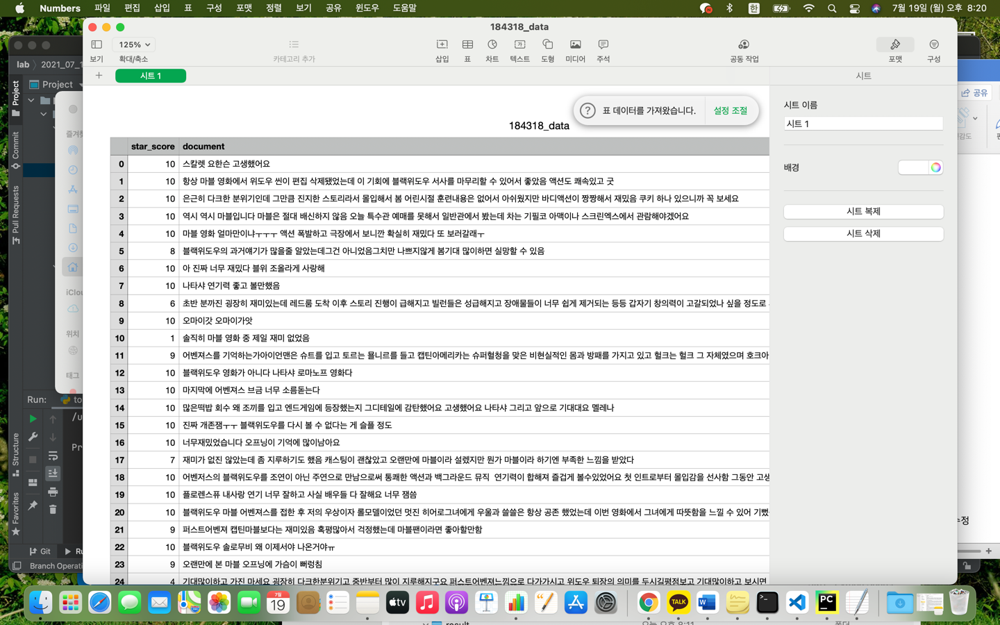 Numbers 파일 편집 삽입 표 구성 포맷 정렬 보기 공유 윈도우 도움말 한 7월 19일 (월) 오후 8:20
184318_data
125%
보기 확대/축소 카테고리 추가 삽입 표 차트 텍스트 도형 미디어 주석 공동 작업 포맷 구성
시트 1
시트
lab 2021_07_1
Project
Project
Commit
Pull Requests
Structure
Favorites
iClou
위치
태그
Run: to
/u
Pr
Git
Ru
Branch Operati
공유
표 데이터를 가져왔습니다. 설정 조절
184318_data
star_score document
0 10 스칼렛 요한슨 고생했어요
1 10 항상 마블 영화에서 위도우 씬이 편집 삭제됐었는데 이 기회에 블랙위도우 서사를 마무리할 수 있어서 좋았음 액션도 쾌속있고 굿
2 10 은근히 다크한 분위기인데 그만큼 진지한 스토리라서 몰입해서 봄 어린시절 훈련내용은 없어서 아쉬웠지만 바디액션이 짱짱해서 재밌음 쿠키 하나 있으니까 꼭 보세요
3 10 역시 역시 마블입니다 마블은 절대 배신하지 않음 오늘 특수관 예매를 못해서 일반관에서 봤는데 차는 기필코 아맥이나 스크린엑스에서 관람해야겠어요
4 10 마블 영화 얼마만이냐ㅜㅜㅜ 액션 폭발하고 극장에서 보니깐 확실히 재밌다 또 보러갈래ㅜ
5 8 블랙위도우의 과거얘기가 많을줄 알았는데그건 아니었음그치만 나쁘지않게 봄기대 많이하면 실망할 수 있음
6 10 아 진짜 너무 재밌다 블위 조올라게 사랑해
7 10 나타샤 연기력 좋고 볼만했음
8 6 초반 분까진 굉장히 재미있는데 레드룸 도착 이후 스토리 진행이 급해지고 빌런들은 성급해지고 장애물들이 너무 쉽게 제거되는 등등 갑자기 창의력이 고갈되었나 싶을 정도로
9 10 오마이갓 오마이가앗
10 1 솔직히 마블 영화 중 제일 재미 없었음
11 9 어벤져스를 기억하는가아이언맨은 슈트를 입고 토르는 묠니르를 들고 캡틴아메리카는 슈퍼혈청을 맞은 비현실적인 몸과 방패를 가지고 있고 헐크는 헐크 그 자체였으며 호크아
12 10 블랙위도우 영화가 아니다 나타샤 로마노프 영화다
13 10 마지막에 어벤져스 브금 너무 소름돋는다
14 10 많은떡밥 회수 왜 조끼를 입고 엔드게임에 등장했는지 그디테일에 감탄했어요 고생했어요 나타샤 그리고 앞으로 기대대요 멜레나
15 10 진짜 개존잼ㅜㅜ 블랙위도우를 다시 볼 수 없다는 게 슬플 정도
16 10 너무재밌었습니다 오프닝이 기억에 많이남아요
17 7 재미가 없진 않았는데 좀 지루하기도 했음 캐스팅이 괜찮았고 오랜만에 마블이라 설렜지만 뭔가 마블이라 하기엔 부족한 느낌을 받았다
18 10 어벤저스의 블랙위도우를 조연이 아닌 주연으로 만남으로써 통쾌한 액션과 백그라운드 뮤직 연기력이 합해져 즐겁게 볼수있었어요 첫 인트로부터 몰입감을 선사함 그동안 고생
19 10 플로렌스퓨 내사랑 연기 너무 잘하고 사실 배우들 다 잘해요 너무 잼씀
20 10 블랙위도우 마블 어벤져스를 접한 후 저의 우상이자 롤모델이었던 멋진 히어로그녀에게 우울과 쓸쓸은 항상 공존 했었는데 이번 영화에서 그녀에게 따뜻함을 느낄 수 있어 기뻤
21 9 퍼스트어벤져 캡틴마블보다는 재미있음 혹평많아서 걱정했는데 마블팬이라면 좋아할만함
22 10 블랙위도우 솔로무비 왜 이제서야 나온거야ㅠ
23 9 오랜만에 본 마블 오프닝에 가슴이 뻐렁침
24 4 기대많이하고 가진 마세요 굉장히 다크한분위기고 중반부터 많이 지루해지구요 퍼스트어벤져느낌으로 다가가시고 위도우 퇴장의 의미를 두시길평점보고 기대많이하고 보시면
시트 이름
시트 1
배경
시트 복제
시트 삭제
수정
7월
19
tv
TALK
W
PC
result
오늘 오후 8:11
폴더